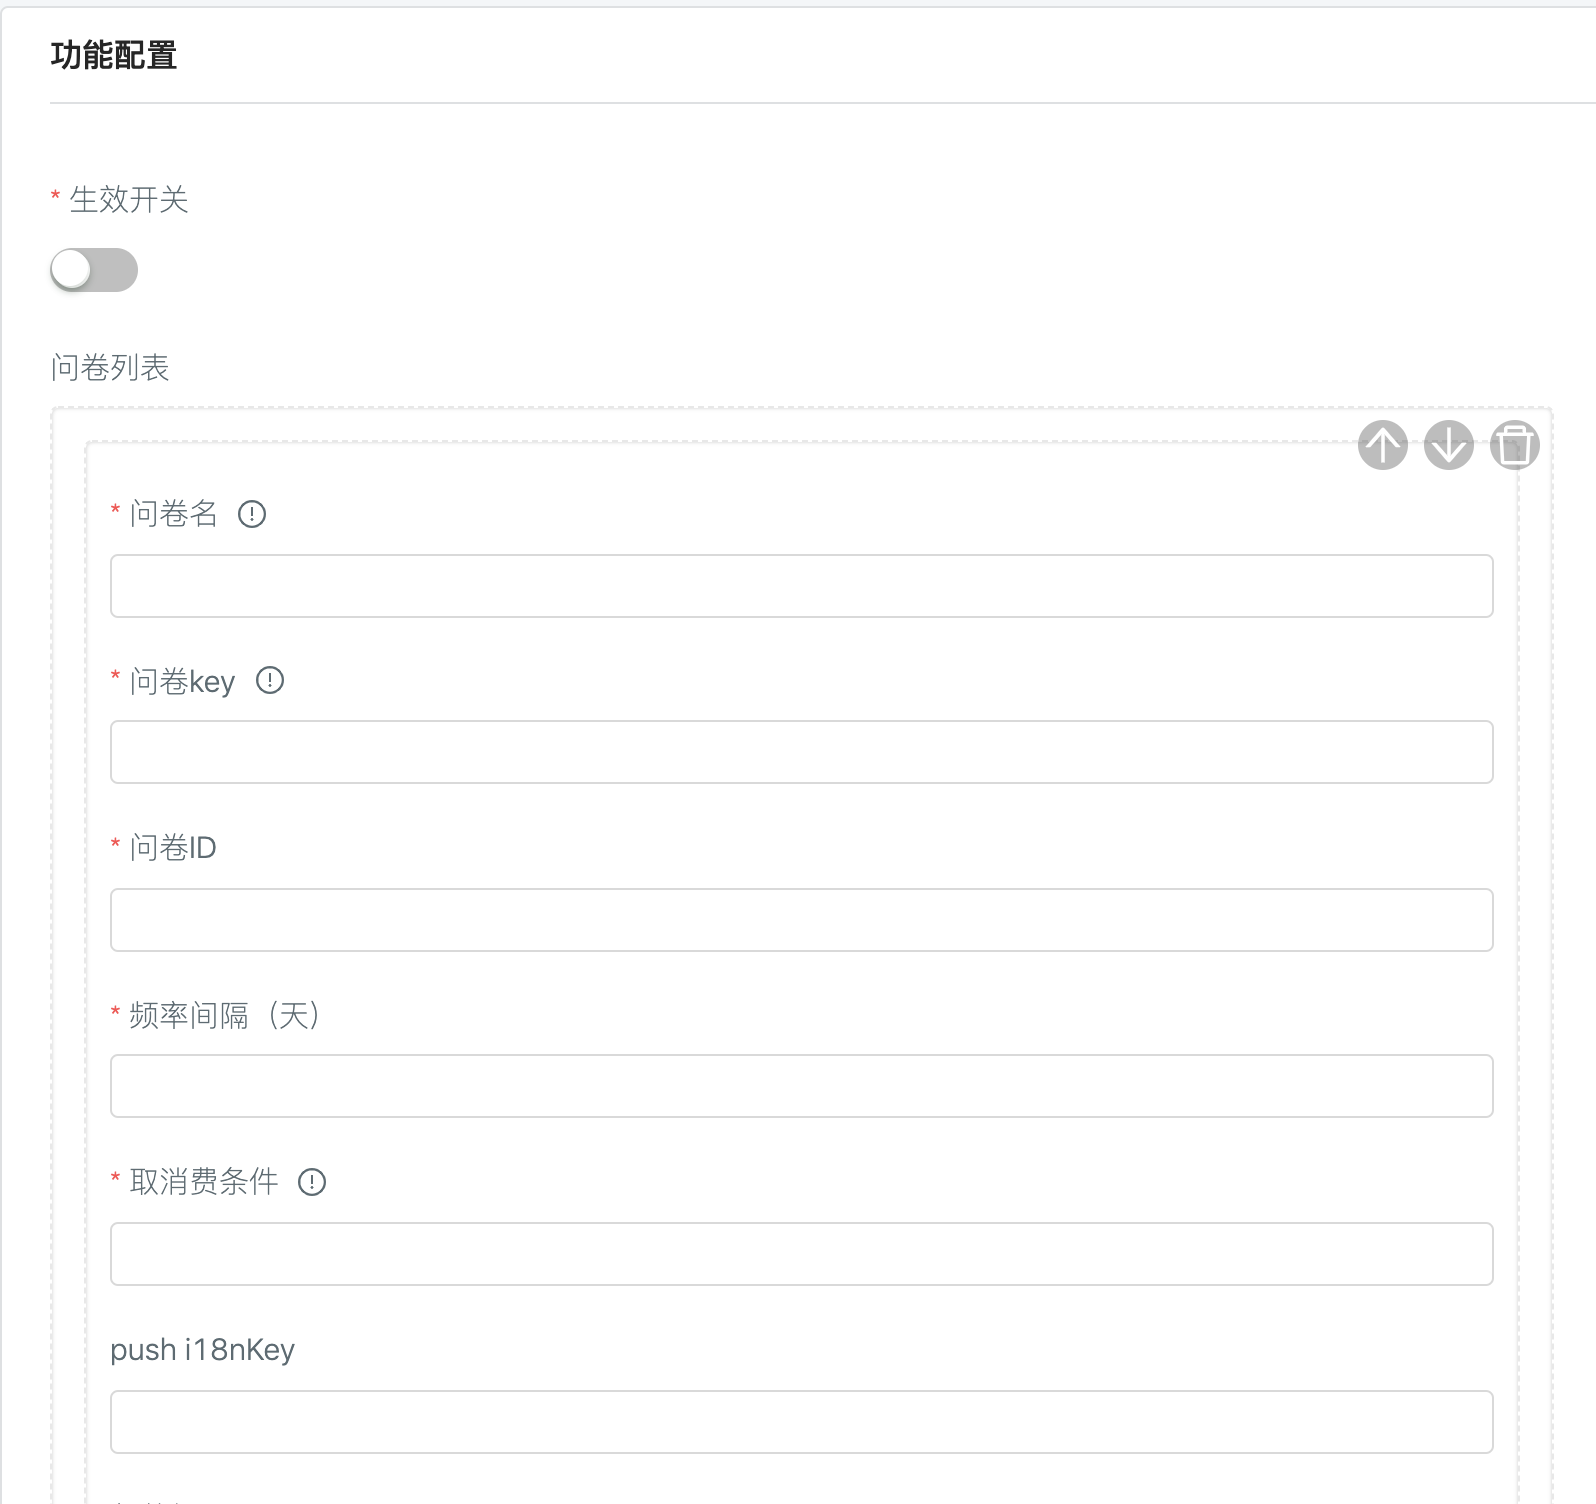 功能配置
* 生效开关
问卷列表
* 问卷名
* 问卷key
* 问卷ID
* 频率间隔（天）
* 取消费条件
push i18nKey